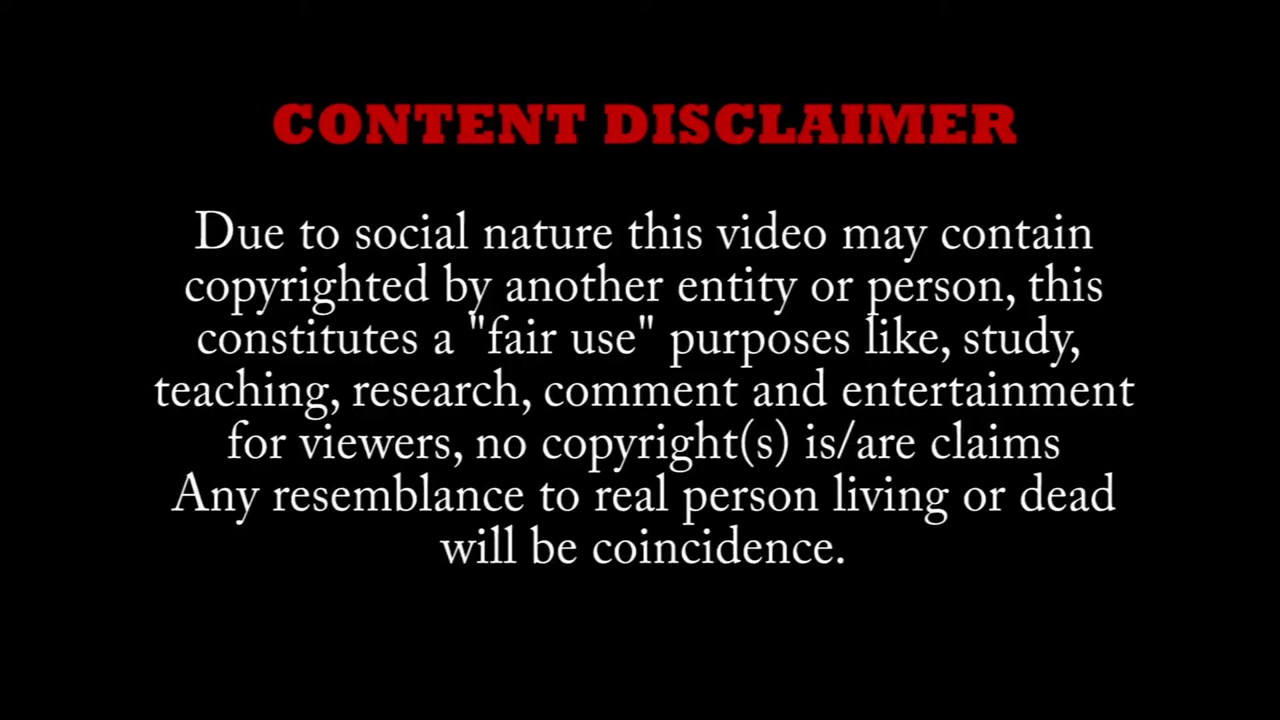 CONTENT DISCLAIMER
Due to social nature this video may contain
copyrighted by another entity or person, this
constitutes a "fair use" purposes like, study,
teaching, research, comment and entertainment
for viewers, no copyright(s) is/are claims
Any resemblance to real person living or dead
will be coincidence.